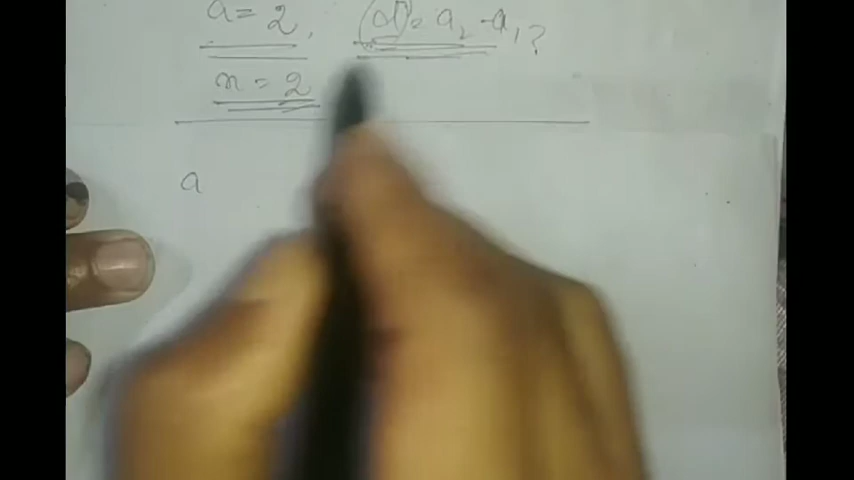 a = 2, (d) = a₂ - a₁ ?
n = 2
a